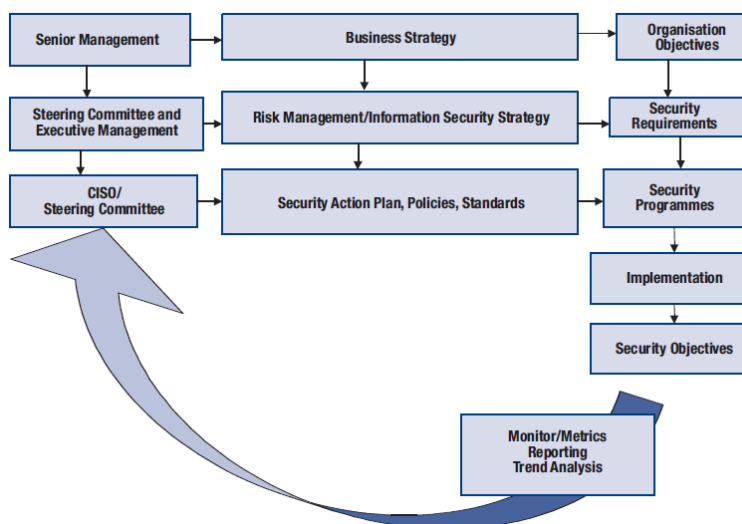 Senior Management
Business Strategy
Organisation
Objectives
Steering Committee and
Executive Management
Risk Management/Information Security Strategy
Security
Requirements
CISO/
Steering Committee
Security Action Plan, Policies, Standards
Security
Programmes
Implementation
Security Objectives
Monitor/Metrics
Reporting
Trend Analysis